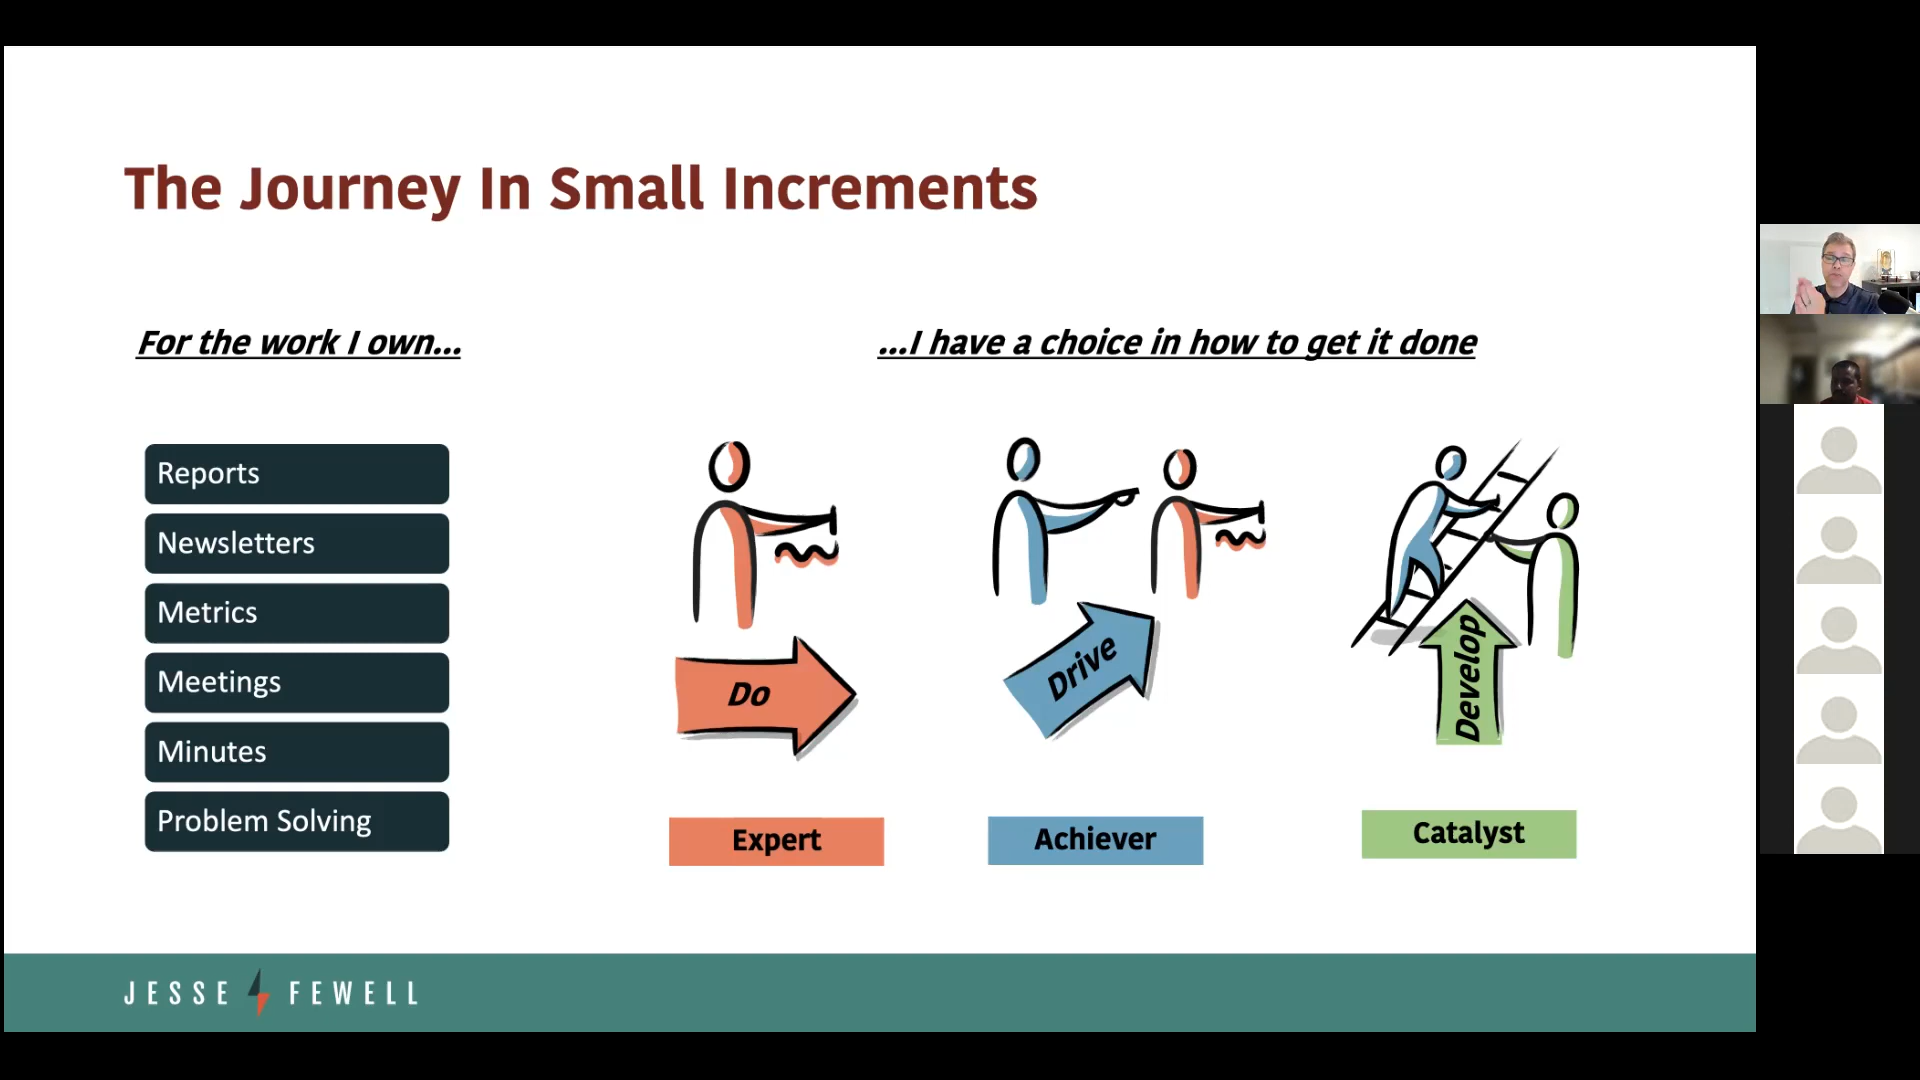 The Journey In Small Increments
For the work I own...
...I have a choice in how to get it done
Reports
Newsletters
Metrics
Meetings
Minutes
Problem Solving
Do
Drive
Develop
Expert
Achiever
Catalyst
JESSE FEWELL